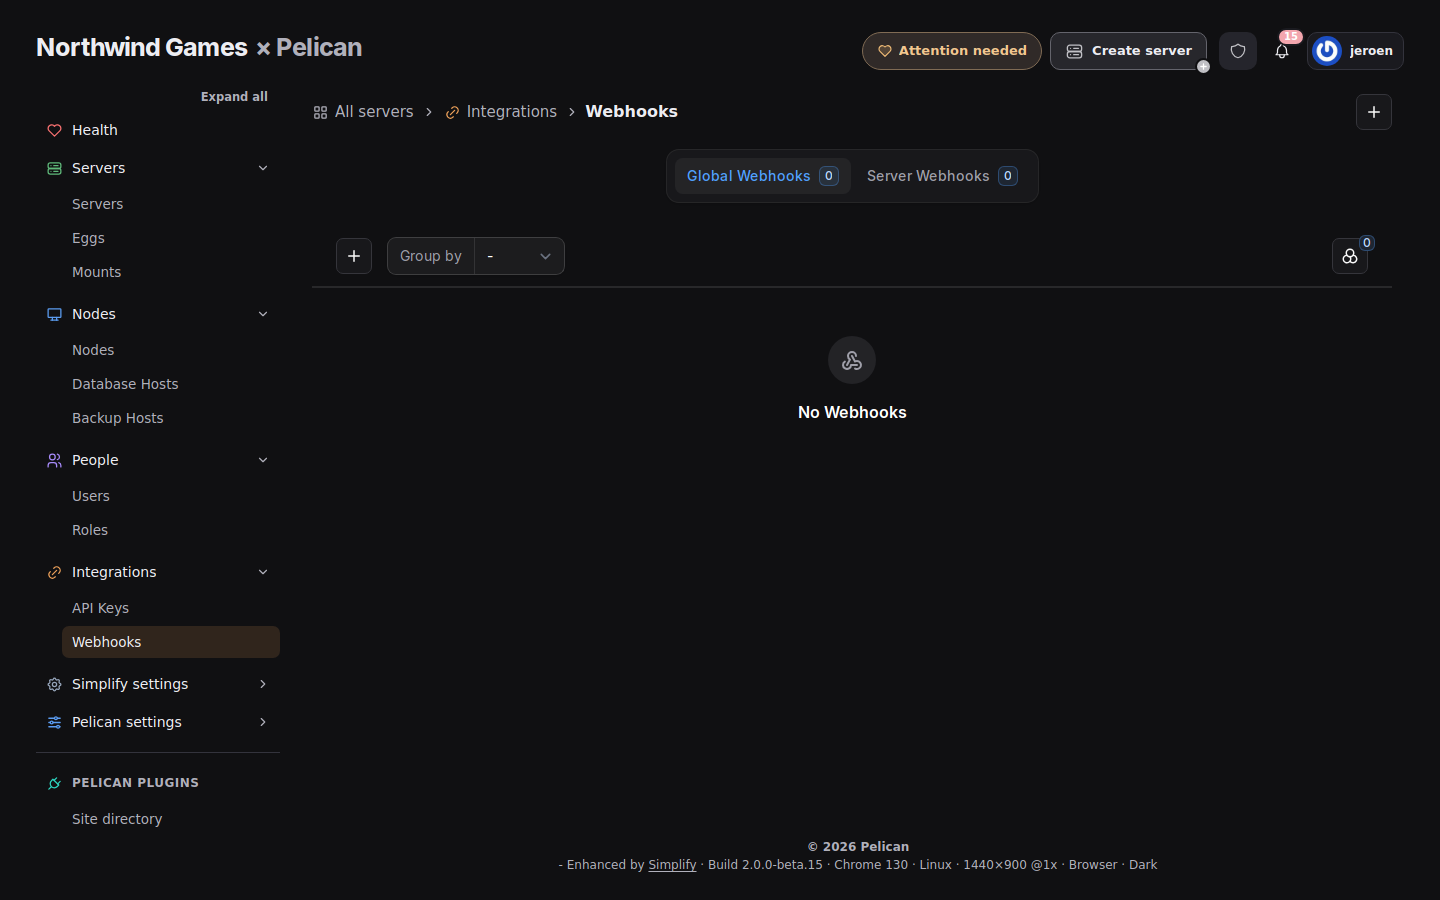 Northwind Games × Pelican
Attention needed
Create server
15
jeroen
Expand all
Health
Servers
Servers
Eggs
Mounts
Nodes
Nodes
Database Hosts
Backup Hosts
People
Users
Roles
Integrations
API Keys
Webhooks
Simplify settings
Pelican settings
PELICAN PLUGINS
Site directory
All servers > Integrations > Webhooks
Global Webhooks 0
Server Webhooks 0
Group by -
0
No Webhooks
© 2026 Pelican
- Enhanced by Simplify · Build 2.0.0-beta.15 · Chrome 130 · Linux · 1440×900 @1x · Browser · Dark